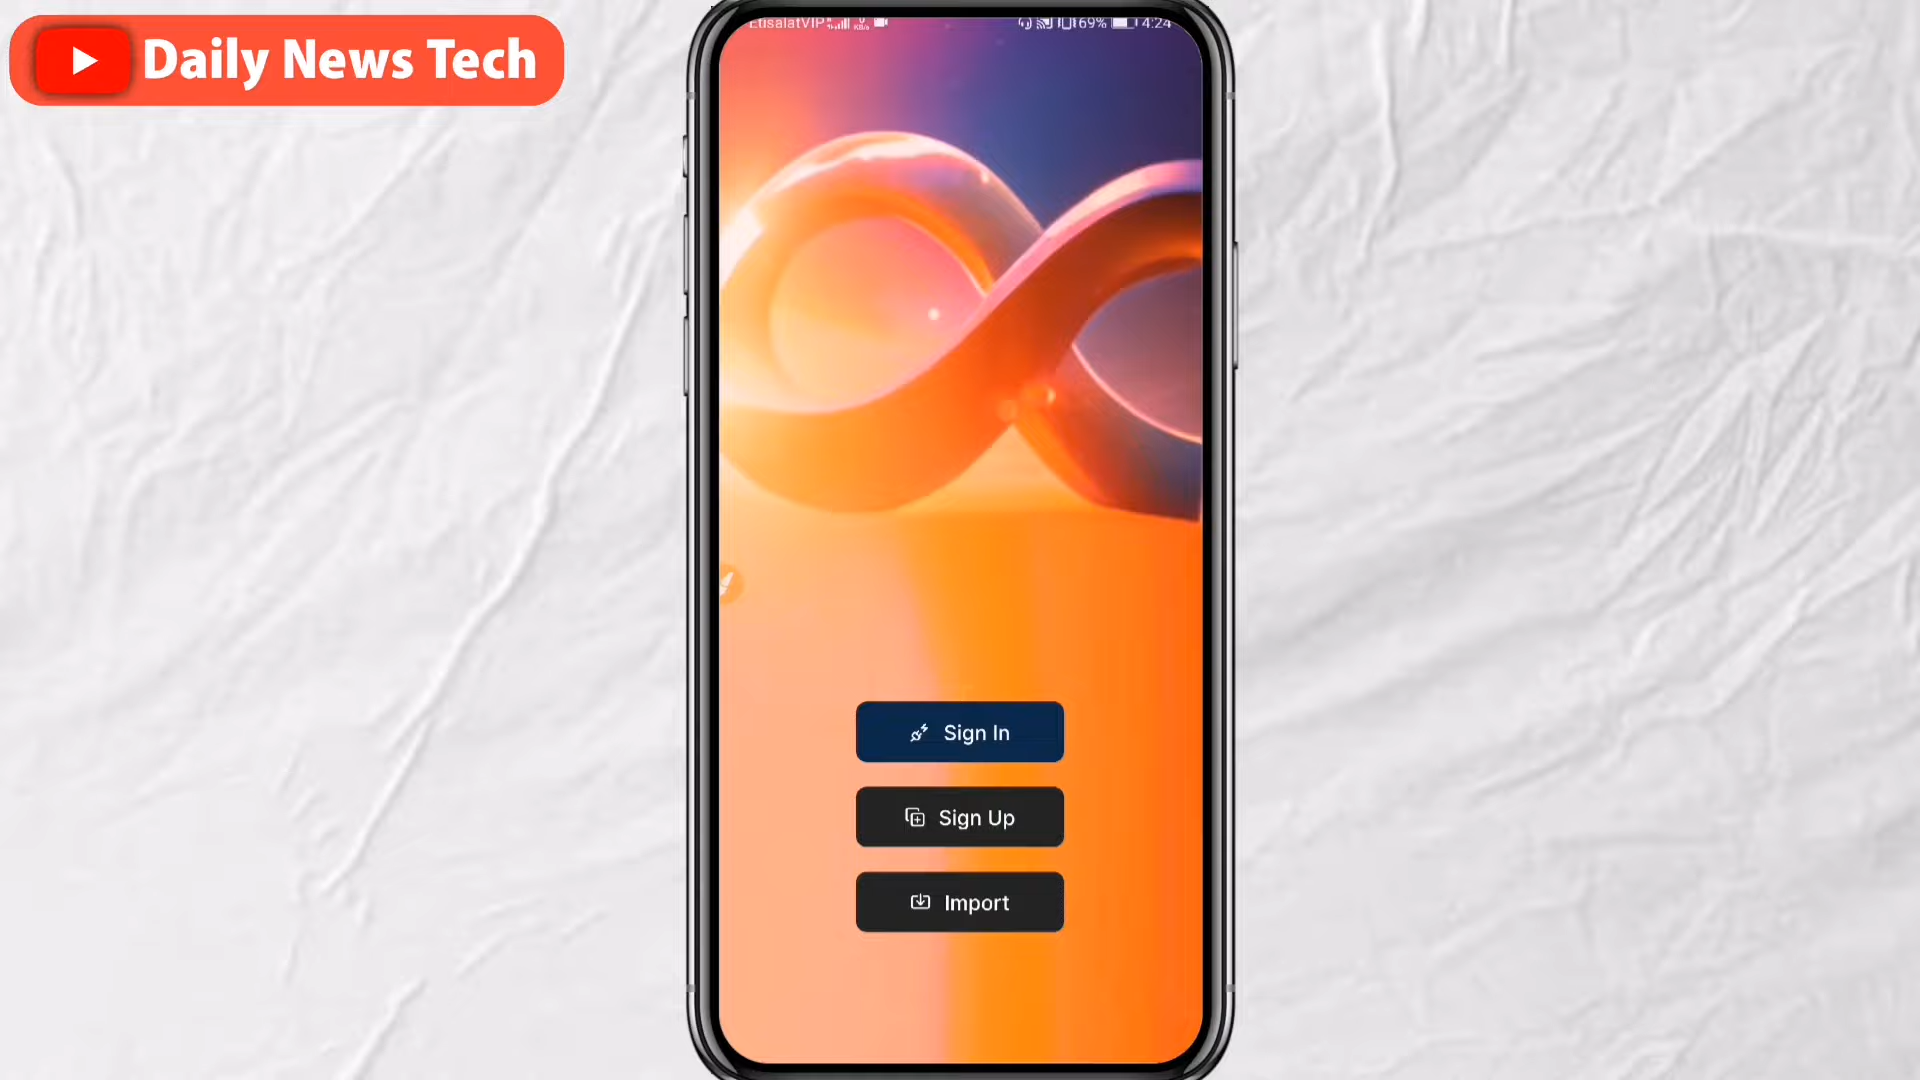 Daily News Tech
EtisalatVIP 69% 4:24
Sign In
Sign Up
Import